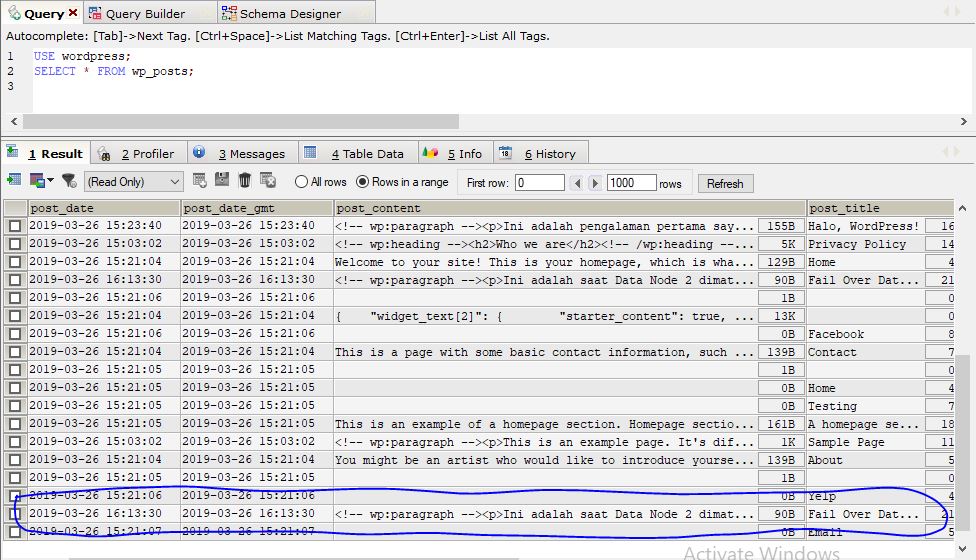 Query Query Builder Schema Designer
Autocomplete: [Tab]->Next Tag. [Ctrl+Space]->List Matching Tags. [Ctrl+Enter]->List All Tags.
1 USE wordpress;
2 SELECT * FROM wp_posts;
3
1 Result 2 Profiler 3 Messages 4 Table Data 5 Info 6 History
(Read Only) All rows Rows in a range First row: 0 1000 rows Refresh
post_date post_date_gmt post_content post_title
2019-03-26 15:23:40 2019-03-26 15:23:40 <!-- wp:paragraph --><p>Ini adalah pengalaman pertama say... 155B Halo, WordPress! 16
2019-03-26 15:03:02 2019-03-26 15:03:02 <!-- wp:heading --><h2>Who we are</h2><!-- /wp:heading --... 5K Privacy Policy 14
2019-03-26 15:21:04 2019-03-26 15:21:04 Welcome to your site! This is your homepage, which is wha... 129B Home 4
2019-03-26 16:13:30 2019-03-26 16:13:30 <!-- wp:paragraph --><p>Ini adalah saat Data Node 2 dimat... 90B Fail Over Dat... 21
2019-03-26 15:21:06 2019-03-26 15:21:06 1B 0
2019-03-26 15:21:04 2019-03-26 15:21:04 { "widget_text[2]": { "starter_content": true, ... 13K 0
2019-03-26 15:21:06 2019-03-26 15:21:06 0B Facebook 8
2019-03-26 15:21:04 2019-03-26 15:21:04 This is a page with some basic contact information, such ... 139B Contact 7
2019-03-26 15:21:05 2019-03-26 15:21:05 1B 0
2019-03-26 15:21:05 2019-03-26 15:21:05 0B Home 4
2019-03-26 15:21:05 2019-03-26 15:21:05 0B Testing 7
2019-03-26 15:21:05 2019-03-26 15:21:05 This is an example of a homepage section. Homepage sectio... 161B A homepage se... 18
2019-03-26 15:03:02 2019-03-26 15:03:02 <!-- wp:paragraph --><p>This is an example page. It's dif... 1K Sample Page 11
2019-03-26 15:21:04 2019-03-26 15:21:04 You might be an artist who would like to introduce yourse... 139B About 5
2019-03-26 15:21:05 2019-03-26 15:21:05 1B 0
2019-03-26 15:21:06 2019-03-26 15:21:06 0B Yelp 4
2019-03-26 16:13:30 2019-03-26 16:13:30 <!-- wp:paragraph --><p>Ini adalah saat Data Node 2 dimat... 90B Fail Over Dat... 21
2019-03-26 15:21:07 2019-03-26 15:21:07 0B Email 5
Activate Windows